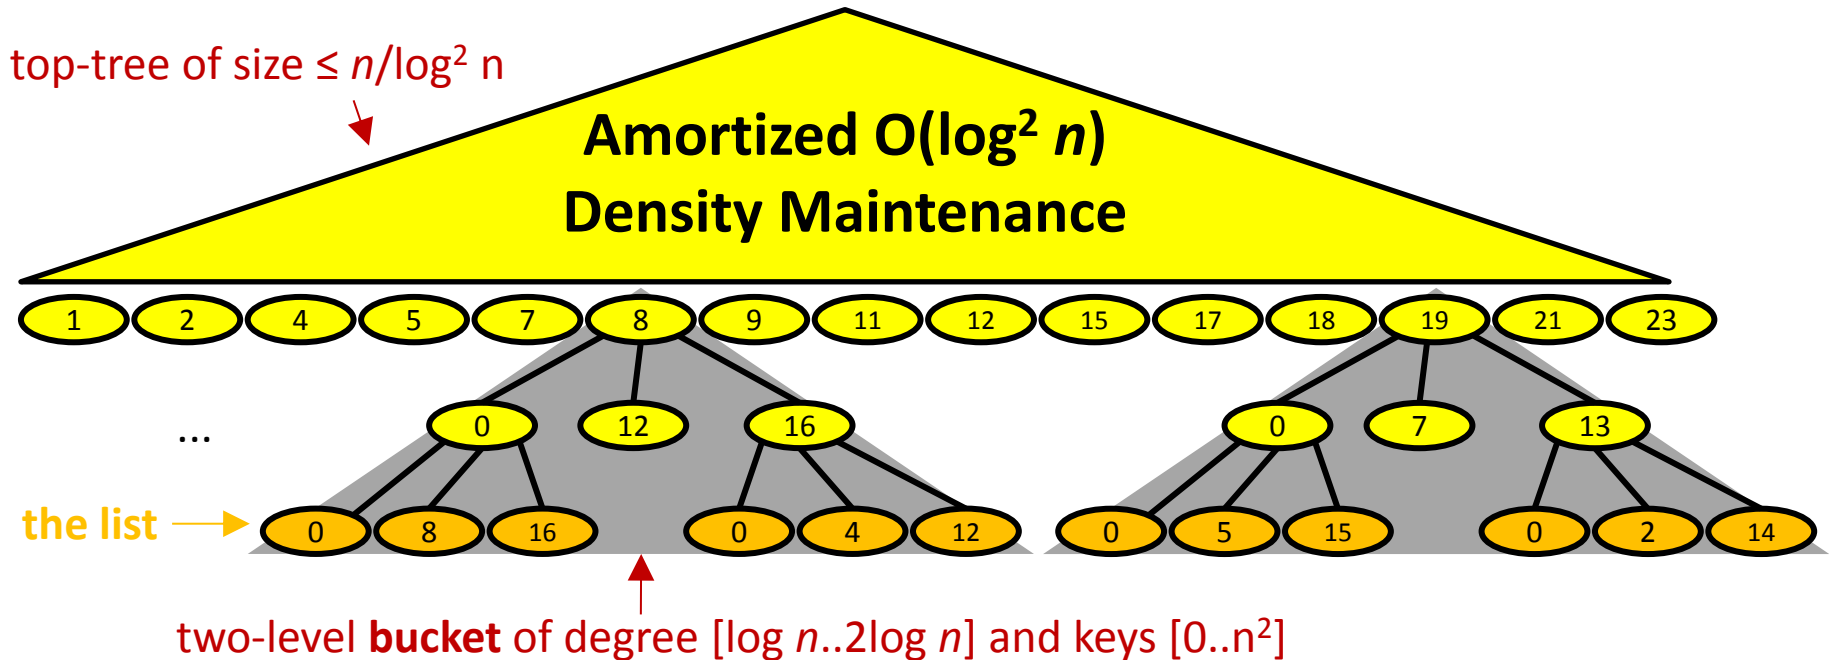 top-tree of size ≤ n/log² n
Amortized O(log² n)
Density Maintenance
1 2 4 5 7 8 9 11 12 15 17 18 19 21 23
... 0 12 16 0 7 13
the list 0 8 16 0 4 12 0 5 15 0 2 14
two-level bucket of degree [log n..2log n] and keys [0..n²]